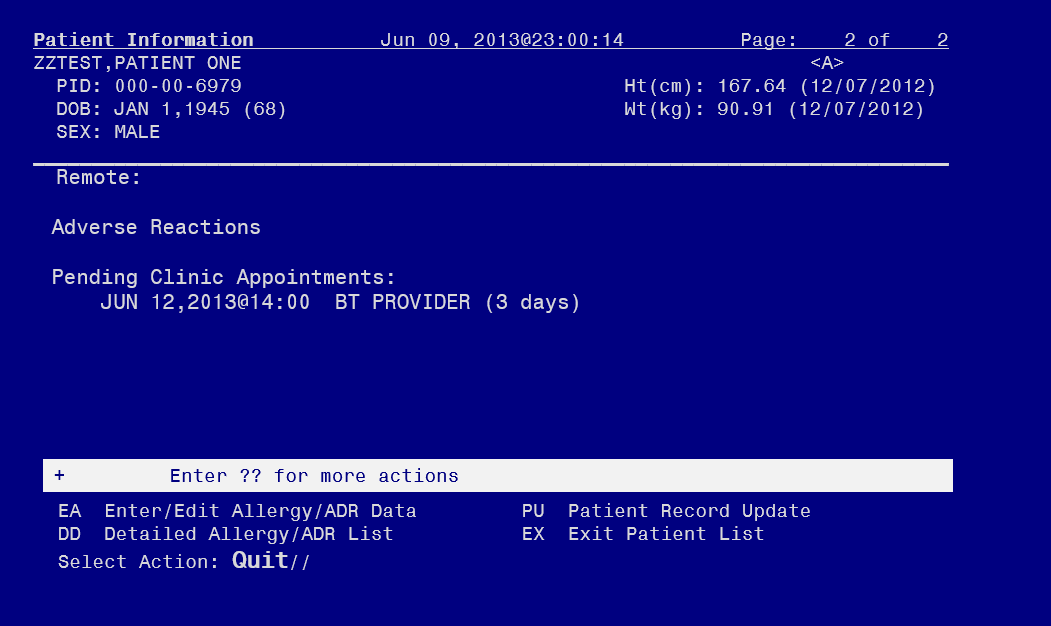 Patient Information           Jun 09, 2013@23:00:14          Page:    2 of    2
ZZTEST,PATIENT ONE                                                 <A>
  PID: 000-00-6979                                 Ht(cm): 167.64 (12/07/2012)
  DOB: JAN 1,1945 (68)                             Wt(kg): 90.91 (12/07/2012)
  SEX: MALE
  Remote:
Adverse Reactions
Pending Clinic Appointments:
    JUN 12,2013@14:00  BT PROVIDER (3 days)
+         Enter ?? for more actions
EA  Enter/Edit Allergy/ADR Data         PU  Patient Record Update
DD  Detailed Allergy/ADR List           EX  Exit Patient List
Select Action: Quit//